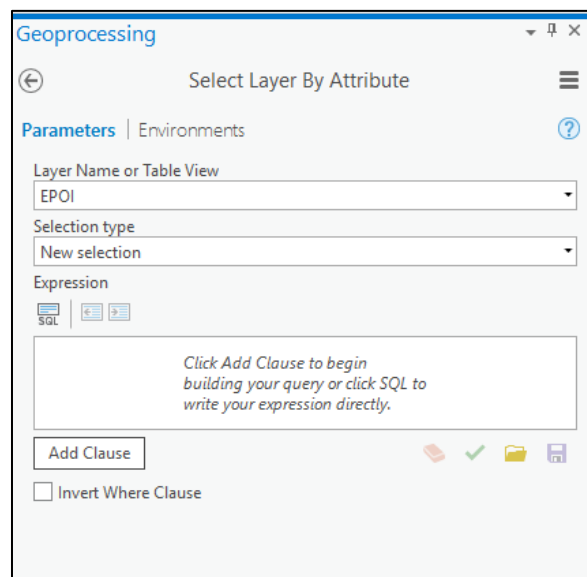 Geoprocessing
Select Layer By Attribute
Parameters | Environments
Layer Name or Table View
EPOI
Selection type
New selection
Expression
SQL
Click Add Clause to begin
building your query or click SQL to
write your expression directly.
Add Clause
Invert Where Clause